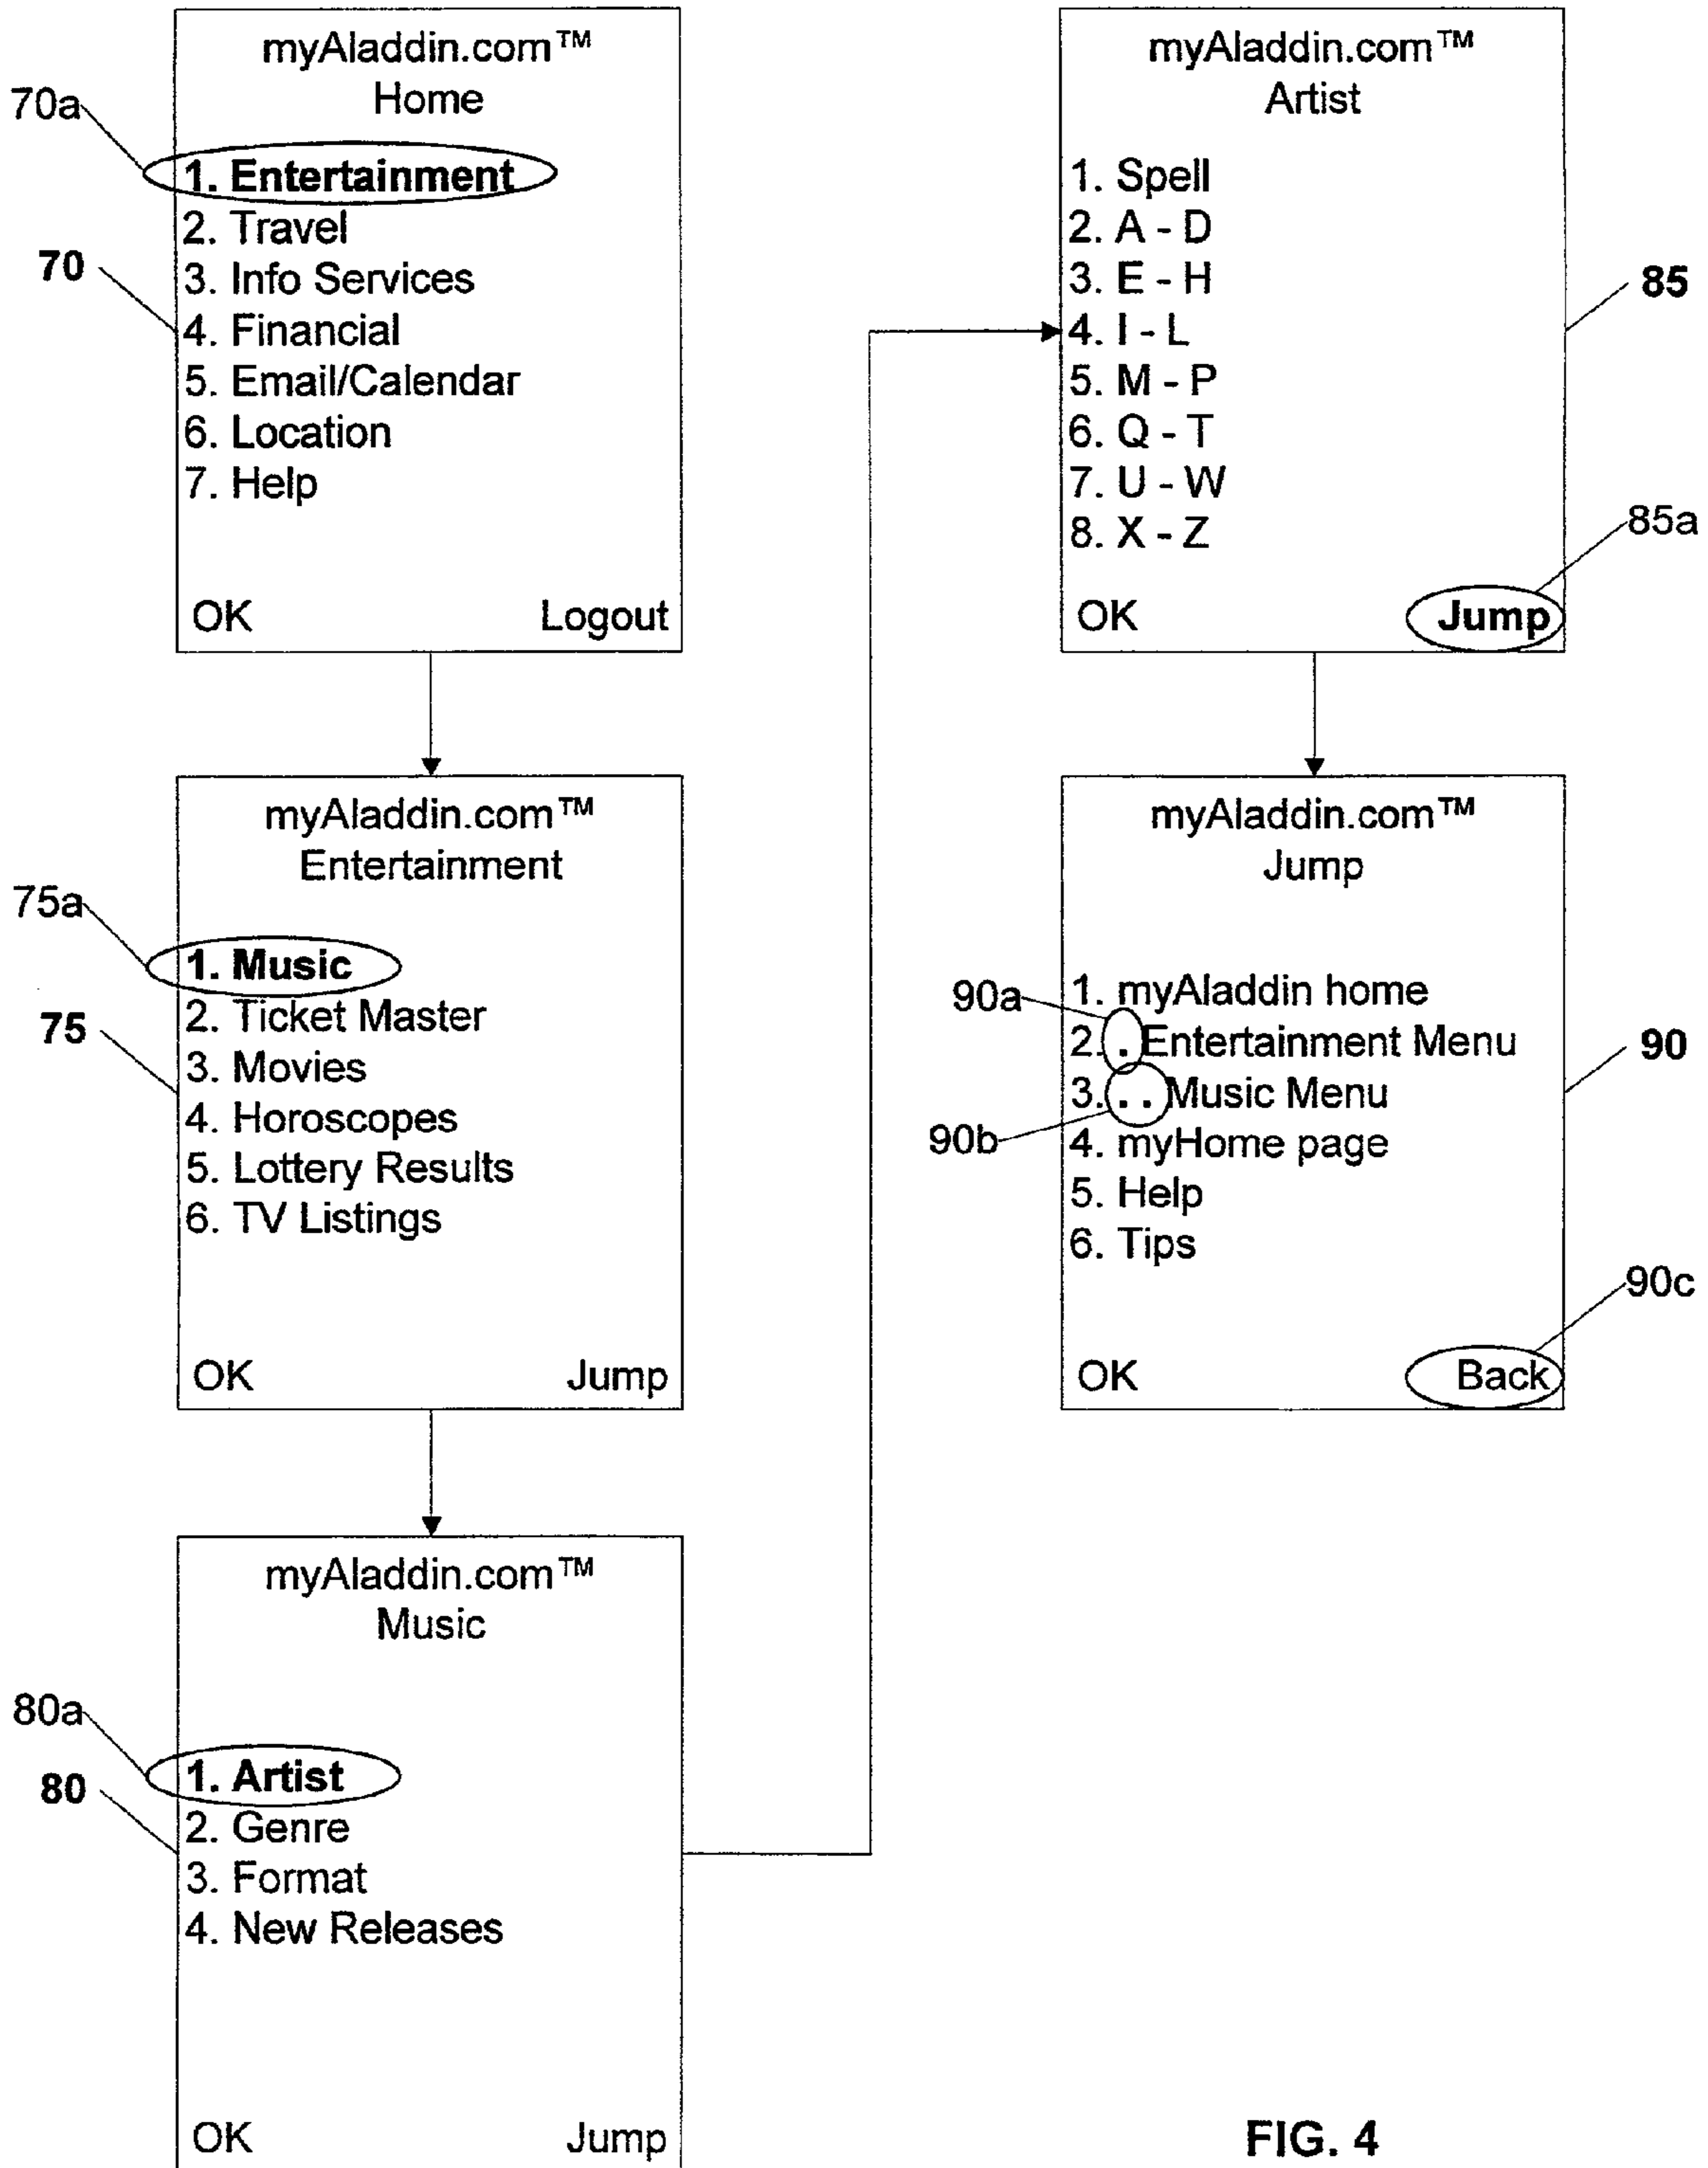 myAladdin.com™
Home
70a
1. Entertainment
2. Travel
70
3. Info Services
4. Financial
5. Email/Calendar
6. Location
7. Help
OK Logout
myAladdin.com™
Entertainment
75a
1. Music
2. Ticket Master
75
3. Movies
4. Horoscopes
5. Lottery Results
6. TV Listings
OK Jump
myAladdin.com™
Music
80a
1. Artist
80
2. Genre
3. Format
4. New Releases
OK Jump
myAladdin.com™
Artist
1. Spell
2. A - D
3. E - H
85
4. I - L
5. M - P
6. Q - T
7. U - W
8. X - Z
85a
OK Jump
myAladdin.com™
Jump
1. myAladdin home
90a
2. . Entertainment Menu
90
3. . . Music Menu
90b
4. myHome page
5. Help
6. Tips
90c
OK Back
FIG. 4